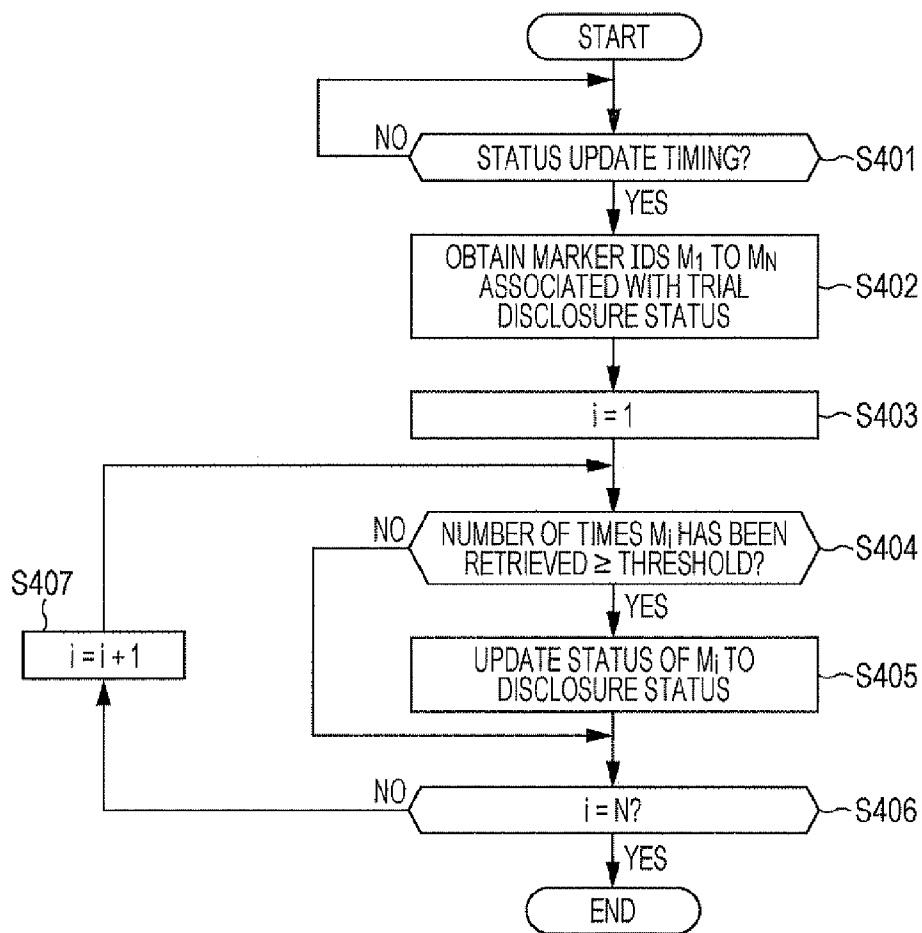 START
NO
STATUS UPDATE TIMING?
S401
YES
OBTAIN MARKER IDS M1 TO MN
ASSOCIATED WITH TRIAL
DISCLOSURE STATUS
S402
i = 1
S403
NO
NUMBER OF TIMES Mi HAS BEEN
RETRIEVED ≥ THRESHOLD?
S404
YES
S407
i = i + 1
UPDATE STATUS OF Mi TO
DISCLOSURE STATUS
S405
NO
i = N?
S406
YES
END